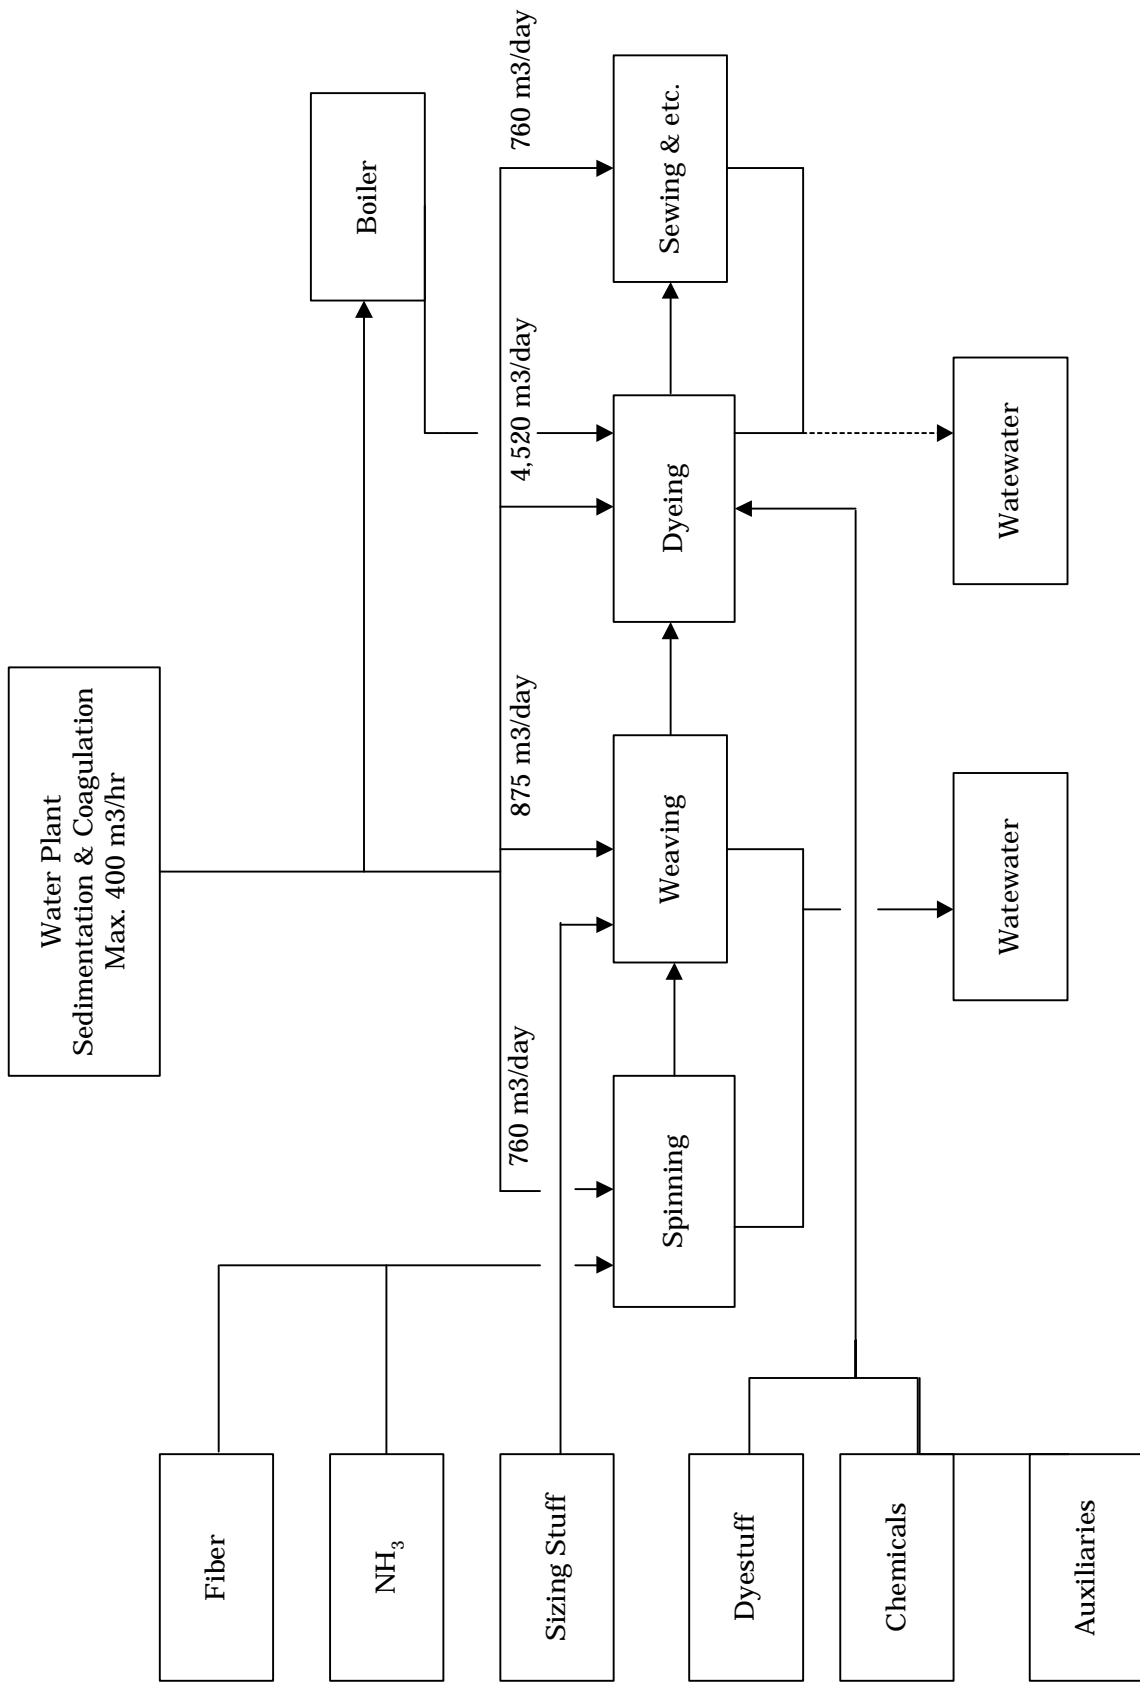 Water Plant
Sedimentation & Coagulation
Max. 400 m3/hr
Boiler
760 m3/day
875 m3/day
4,520 m3/day
760 m3/day
Fiber
NH₃
Sizing Stuff
Dyestuff
Chemicals
Auxiliaries
Spinning
Weaving
Dyeing
Sewing & etc.
Watewater
Watewater